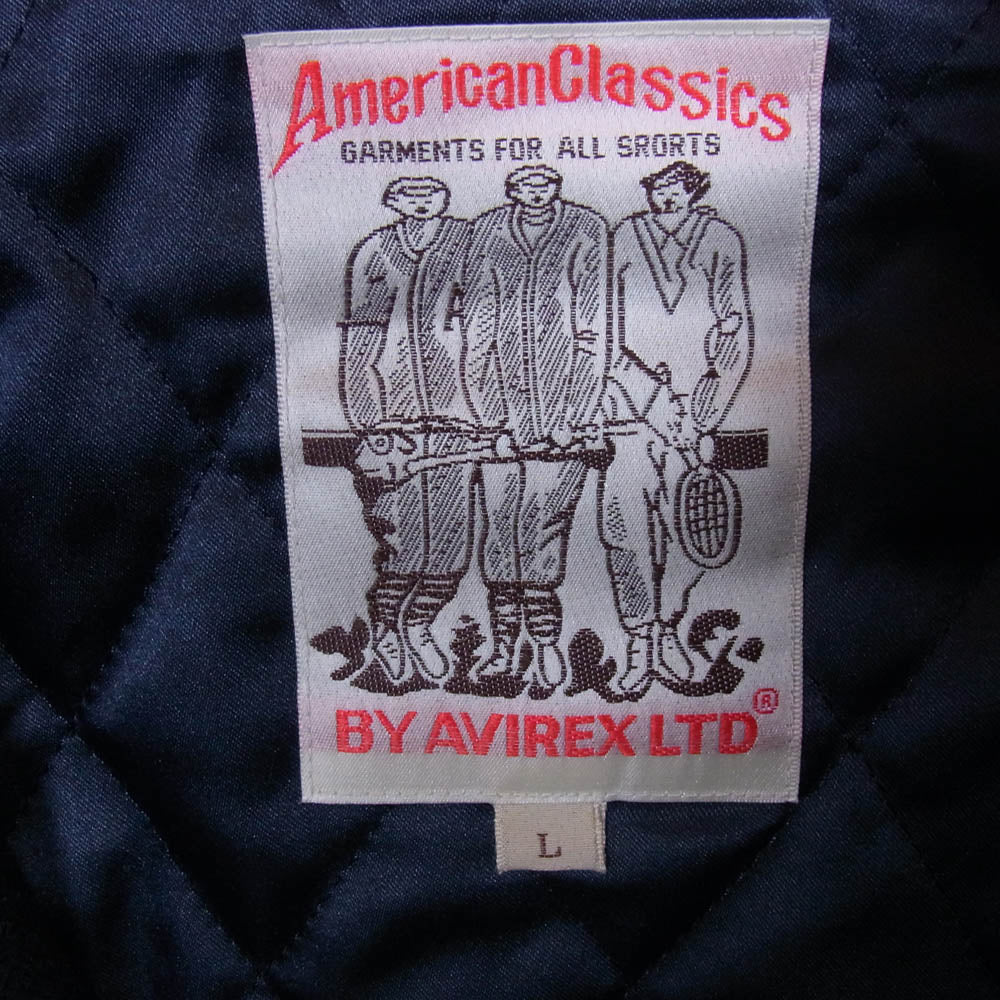 AmericanClassics
GARMENTS FOR ALL SRORTS
A
BY AVIREX LTD®
L